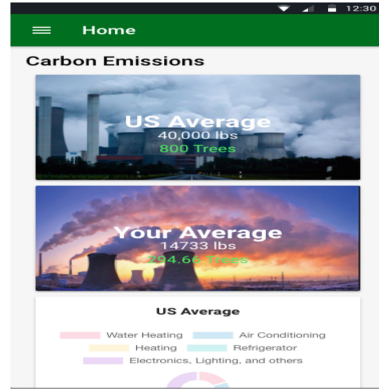 12:30
Home
Carbon Emissions
US Average
40,000 lbs
800 Trees
Your Average
14733 lbs
294.66 Trees
US Average
Water Heating Air Conditioning
Heating Refrigerator
Electronics, Lighting, and others